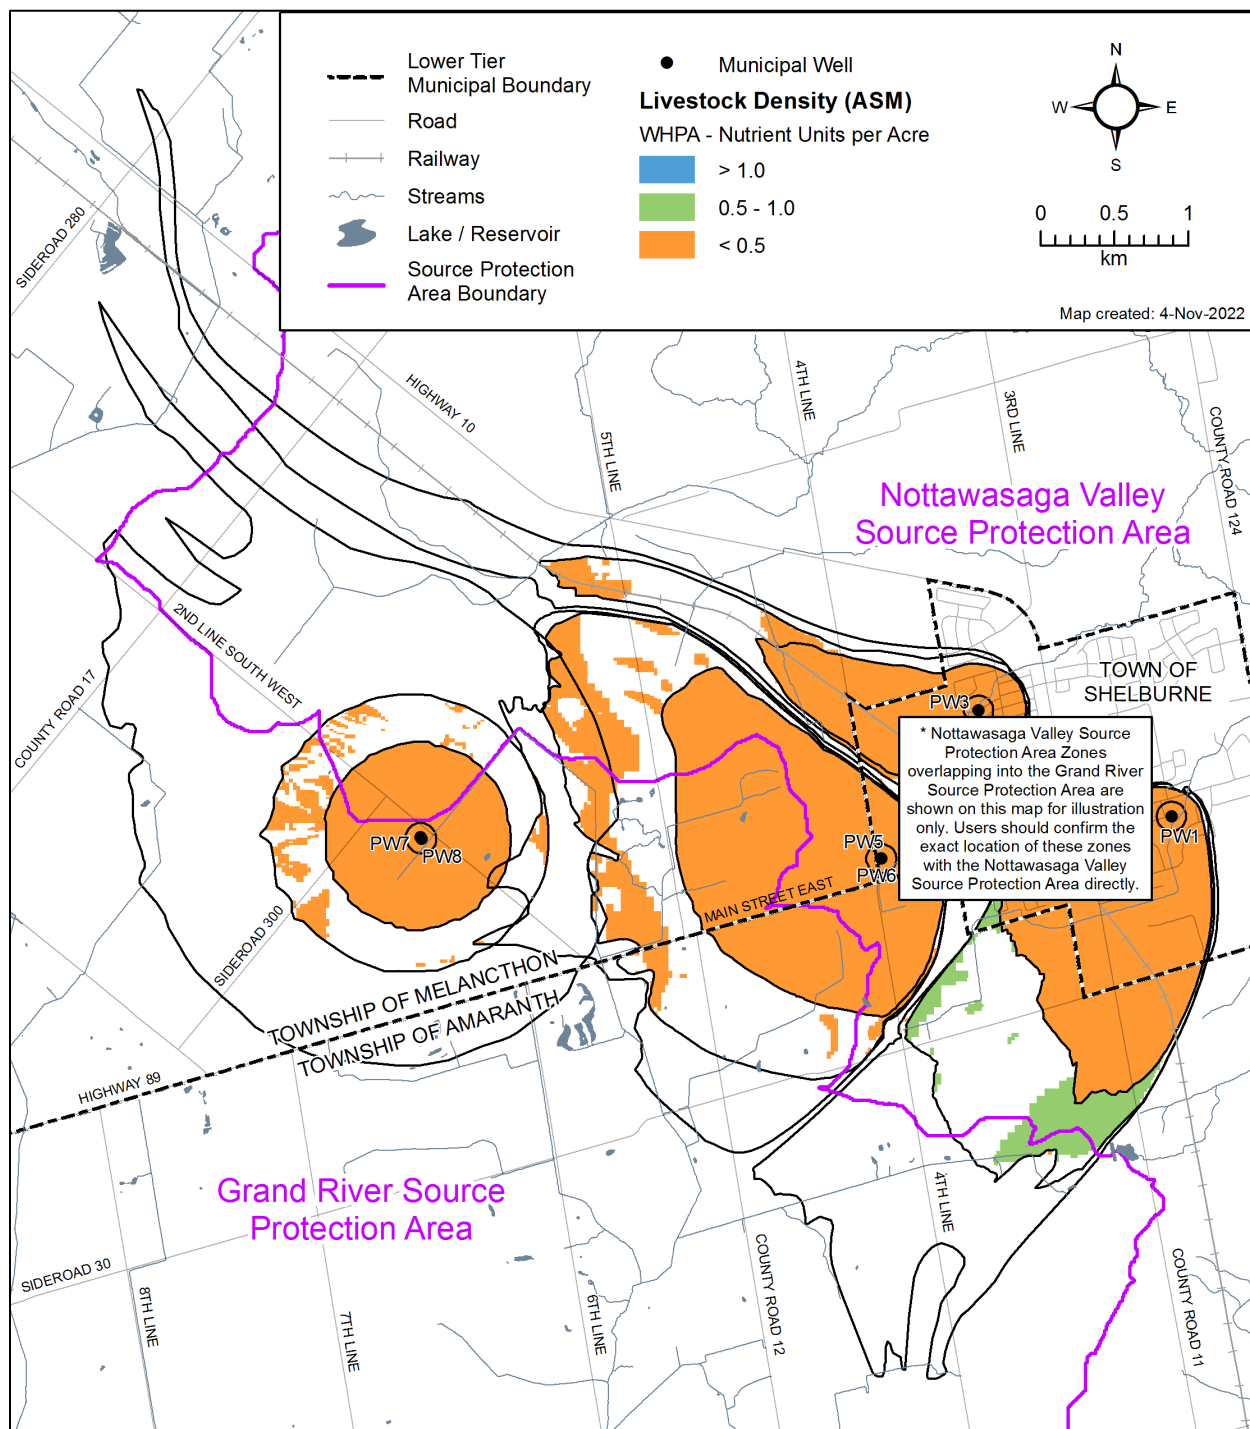 Lower Tier
Municipal Boundary
Road
Railway
Streams
Lake / Reservoir
Source Protection
Area Boundary
Municipal Well
Livestock Density (ASM)
WHPA - Nutrient Units per Acre
> 1.0
0.5 - 1.0
< 0.5
N
W
E
S
0
0.5
1
km
Map created: 4-Nov-2022
SIDEROAD 280
HIGHWAY 10
5TH LINE
4TH LINE
3RD LINE
COUNTY ROAD 124
Nottawasaga Valley
Source Protection Area
2ND LINE SOUTH WEST
COUNTY ROAD 17
TOWN OF
SHELBURNE
PW3
* Nottawasaga Valley Source
Protection Area Zones
overlapping into the Grand River
Source Protection Area are
shown on this map for illustration
only. Users should confirm the
exact location of these zones
with the Nottawasaga Valley
Source Protection Area directly.
PW1
PW7
PW8
PW5
PW6
MAIN STREET EAST
SIDEROAD 300
TOWNSHIP OF MELANCTHON
TOWNSHIP OF AMARANTH
HIGHWAY 89
Grand River Source
Protection Area
4TH LINE
SIDEROAD 30
8TH LINE
7TH LINE
6TH LINE
COUNTY ROAD 12
COUNTY ROAD 11